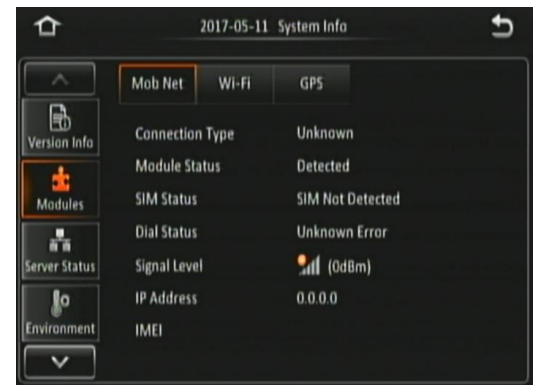 2017-05-11 System Info
Mob Net Wi-Fi GPS
Version Info
Modules
Server Status
Environment
Connection Type Unknown
Module Status Detected
SIM Status SIM Not Detected
Dial Status Unknown Error
Signal Level (0dBm)
IP Address 0.0.0.0
IMEI